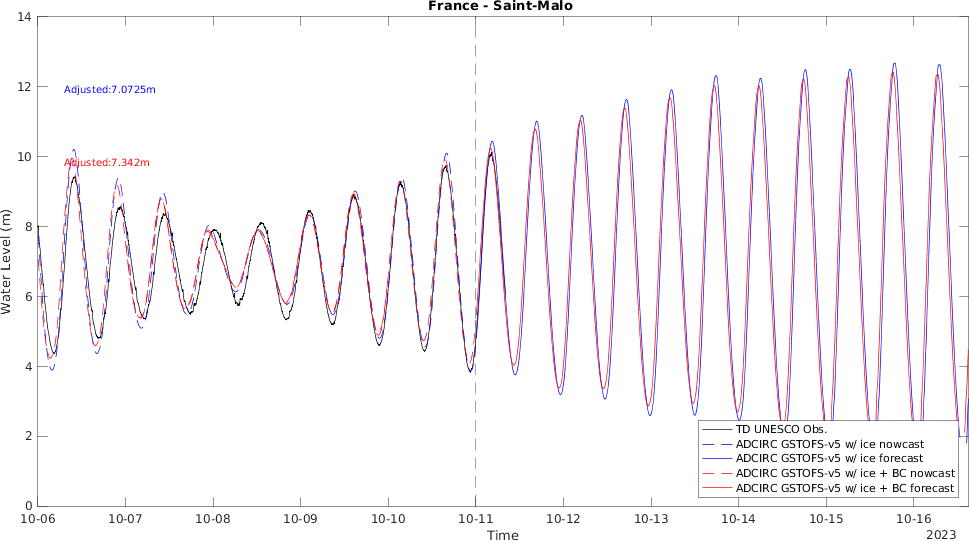 France - Saint-Malo
14
12
10
8
6
4
2
0
Water Level (m)
Adjusted:7.0725m
Adjusted:7.342m
TD UNESCO Obs.
ADCIRC GSTOFS-v5 w/ ice nowcast
ADCIRC GSTOFS-v5 w/ ice forecast
ADCIRC GSTOFS-v5 w/ ice + BC nowcast
ADCIRC GSTOFS-v5 w/ ice + BC forecast
10-06 10-07 10-08 10-09 10-10 10-11 10-12 10-13 10-14 10-15 10-16
Time
2023